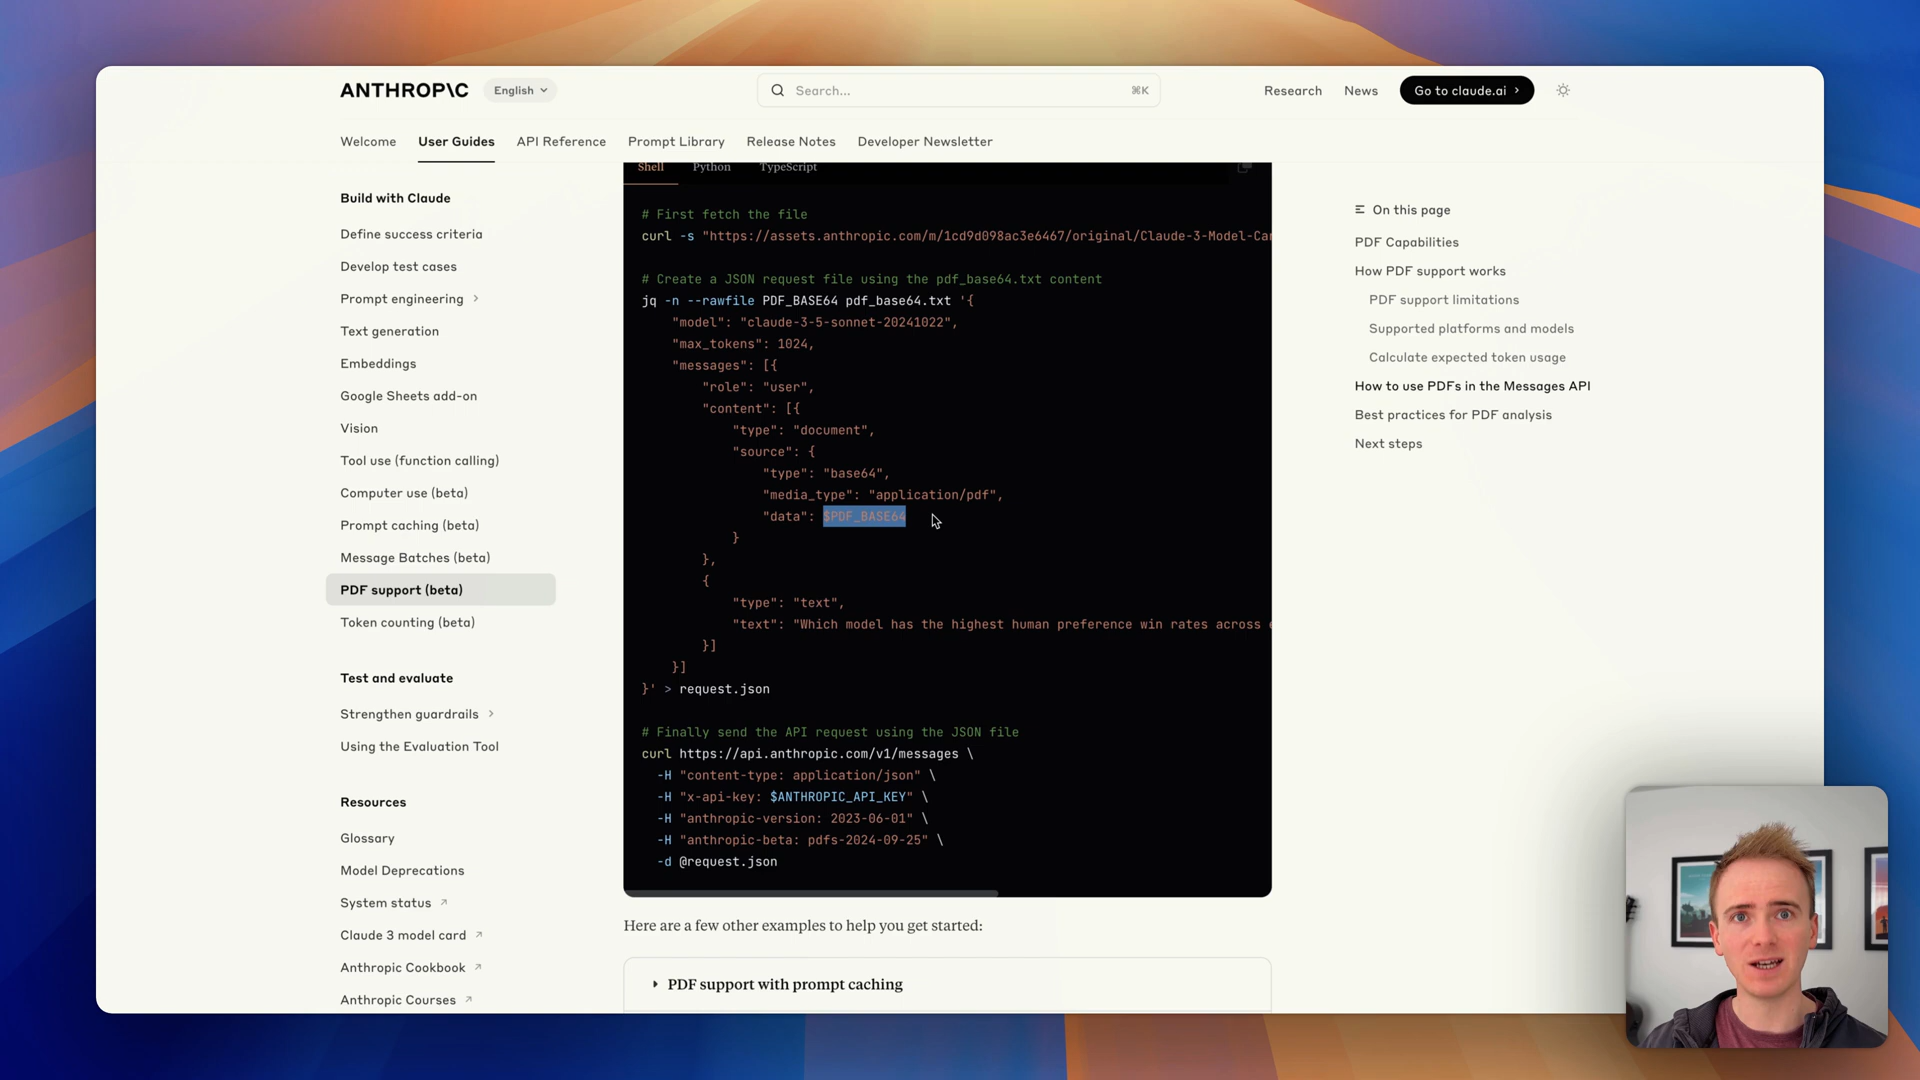 ANTHROP\C
English
Search...
⌘K
Research
News
Go to claude.ai
Welcome
User Guides
API Reference
Prompt Library
Release Notes
Developer Newsletter
Build with Claude
Define success criteria
Develop test cases
Prompt engineering
Text generation
Embeddings
Google Sheets add-on
Vision
Tool use (function calling)
Computer use (beta)
Prompt caching (beta)
Message Batches (beta)
PDF support (beta)
Token counting (beta)
Test and evaluate
Strengthen guardrails
Using the Evaluation Tool
Resources
Glossary
Model Deprecations
System status
Claude 3 model card
Anthropic Cookbook
Anthropic Courses
Shell
Python
TypeScript
# First fetch the file
curl -s "https://assets.anthropic.com/m/1cd9d098ac3e6467/original/Claude-3-Model-Car
# Create a JSON request file using the pdf_base64.txt content
jq -n --rawfile PDF_BASE64 pdf_base64.txt '{
"model": "claude-3-5-sonnet-20241022",
"max_tokens": 1024,
"messages": [{
"role": "user",
"content": [{
"type": "document",
"source": {
"type": "base64",
"media_type": "application/pdf",
"data": $PDF_BASE64
}
},
{
"type": "text",
"text": "Which model has the highest human preference win rates across
}]
}]
}' > request.json
# Finally send the API request using the JSON file
curl https://api.anthropic.com/v1/messages \
-H "content-type: application/json" \
-H "x-api-key: $ANTHROPIC_API_KEY" \
-H "anthropic-version: 2023-06-01" \
-H "anthropic-beta: pdfs-2024-09-25" \
-d @request.json
Here are a few other examples to help you get started:
PDF support with prompt caching
On this page
PDF Capabilities
How PDF support works
PDF support limitations
Supported platforms and models
Calculate expected token usage
How to use PDFs in the Messages API
Best practices for PDF analysis
Next steps